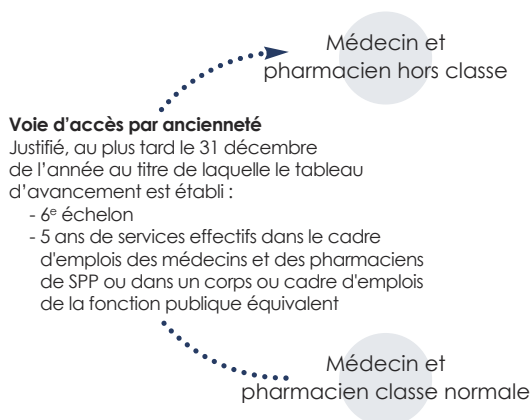 Médecin et
pharmacien hors classe
Voie d'accès par ancienneté
Justifié, au plus tard le 31 décembre
de l'année au titre de laquelle le tableau
d'avancement est établi :
- 6e échelon
- 5 ans de services effectifs dans le cadre
d'emplois des médecins et des pharmaciens
de SPP ou dans un corps ou cadre d'emplois
de la fonction publique équivalent
Médecin et
pharmacien classe normale